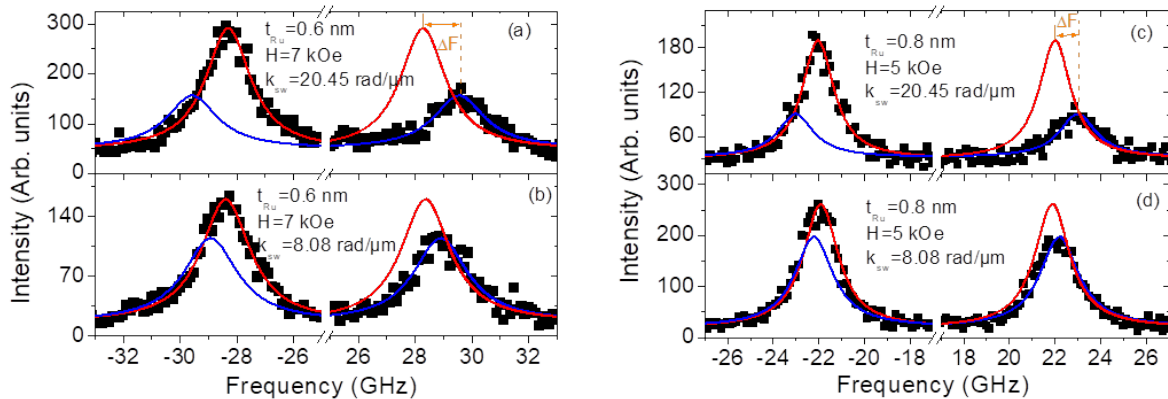 300
200
100
0
Intensity (Arb. units)
t_Ru=0.6 nm
H=7 kOe
k_sw=20.45 rad/µm
(a)
ΔF
140
70
0
t_Ru=0.6 nm
H=7 kOe
k_sw=8.08 rad/µm
(b)
-32 -30 -28 -26 26 28 30 32
Frequency (GHz)
180
120
60
Intensity (Arb. units)
t_Ru=0.8 nm
H=5 kOe
k_sw=20.45 rad/µm
(c)
ΔF
300
200
100
0
t_Ru=0.8 nm
H=5 kOe
k_sw=8.08 rad/µm
(d)
-26 -24 -22 -20 -18 18 20 22 24 26
Frequency (GHz)